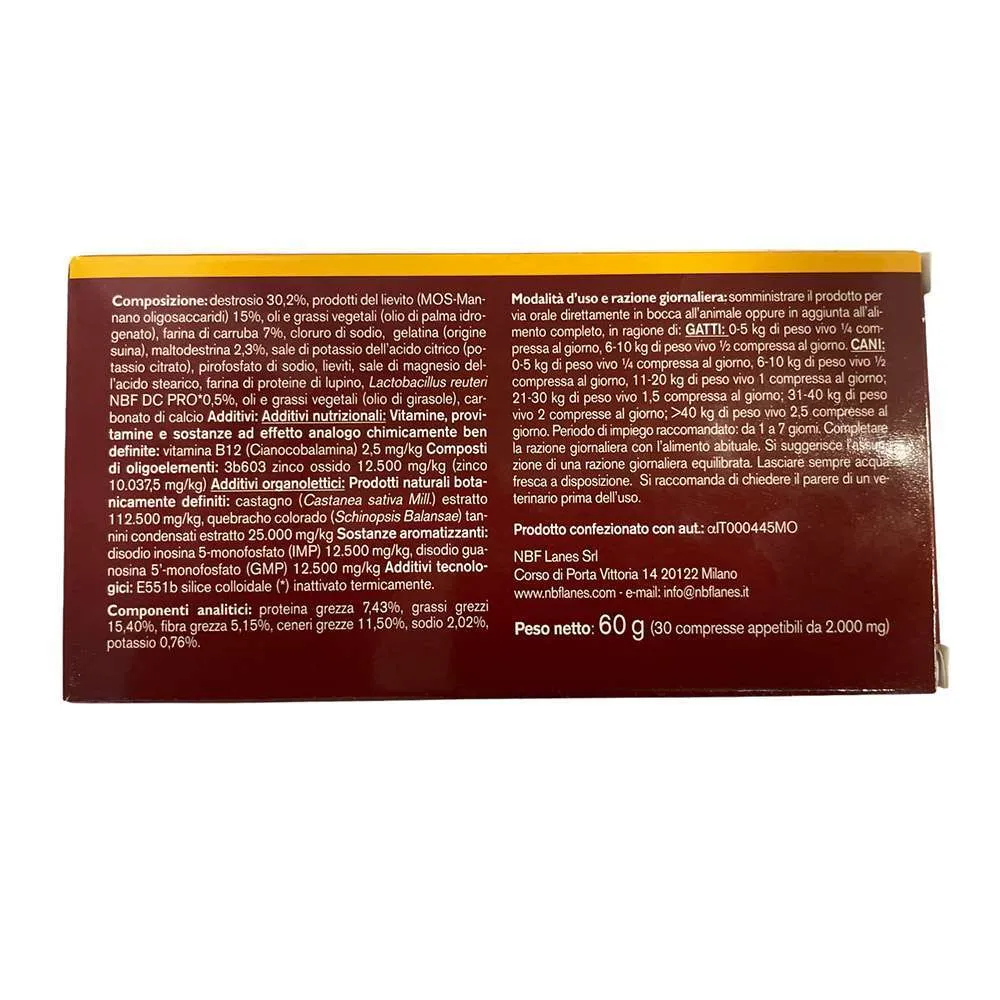 Composizione: destrosio 30,2%, prodotti del lievito (MOS-Man-
nano oligosaccaridi) 15%, oli e grassi vegetali (olio di palma idro-
genato), farina di carruba 7%, cloruro di sodio, gelatina (origine
suina), maltodestrina 2,3%, sale di potassio dell'acido citrico (po-
tassio citrato), pirofosfato di sodio, lieviti, sale di magnesio del-
l'acido stearico, farina di proteine di lupino, Lactobacillus reuteri
NBF DC PRO*0,5%, oli e grassi vegetali (olio di girasole), car-
bonato di calcio Additivi: Additivi nutrizionali: Vitamine, provi-
tamine e sostanze ad effetto analogo chimicamente ben
definite: vitamina B12 (Cianocobalamina) 2,5 mg/kg Composti
di oligoelementi: 3b603 zinco ossido 12.500 mg/kg (zinco
10.037,5 mg/kg) Additivi organolettici: Prodotti naturali bota-
nicamente definiti: castagno (Castanea sativa Mill.) estratto
112.500 mg/kg, quebracho colorado (Schinopsis Balansae) tan-
nini condensati estratto 25.000 mg/kg Sostanze aromatizzanti:
disodio inosina 5-monofosfato (IMP) 12.500 mg/kg, disodio gua-
nosina 5'-monofosfato (GMP) 12.500 mg/kg Additivi tecnolo-
gici: E551b silice colloidale (*) inattivato termicamente.
Componenti analitici: proteina grezza 7,43%, grassi grezzi
15,40%, fibra grezza 5,15%, ceneri grezze 11,50%, sodio 2,02%,
potassio 0,76%.
Modalità d'uso e razione giornaliera: somministrare il prodotto per
via orale direttamente in bocca all'animale oppure in aggiunta all'ali-
mento completo, in ragione di: GATTI: 0-5 kg di peso vivo ¼ com-
pressa al giorno, 6-10 kg di peso vivo ½ compressa al giorno. CANI:
0-5 kg di peso vivo ¼ compressa al giorno, 6-10 kg di peso vivo ½
compressa al giorno, 11-20 kg di peso vivo 1 compressa al giorno;
21-30 kg di peso vivo 1,5 compressa al giorno; 31-40 kg di peso
vivo 2 compresse al giorno; >40 kg di peso vivo 2,5 compresse al
giorno. Periodo di impiego raccomandato: da 1 a 7 giorni. Completare
la razione giornaliera con l'alimento abituale. Si suggerisce l'assun-
zione di una razione giornaliera equilibrata. Lasciare sempre acqua
fresca a disposizione. Si raccomanda di chiedere il parere di un ve-
terinario prima dell'uso.
Prodotto confezionato con aut.: αIT000445MO
NBF Lanes Srl
Corso di Porta Vittoria 14 20122 Milano
www.nbflanes.com - e-mail: info@nbflanes.it
Peso netto: 60 g (30 compresse appetibili da 2.000 mg)